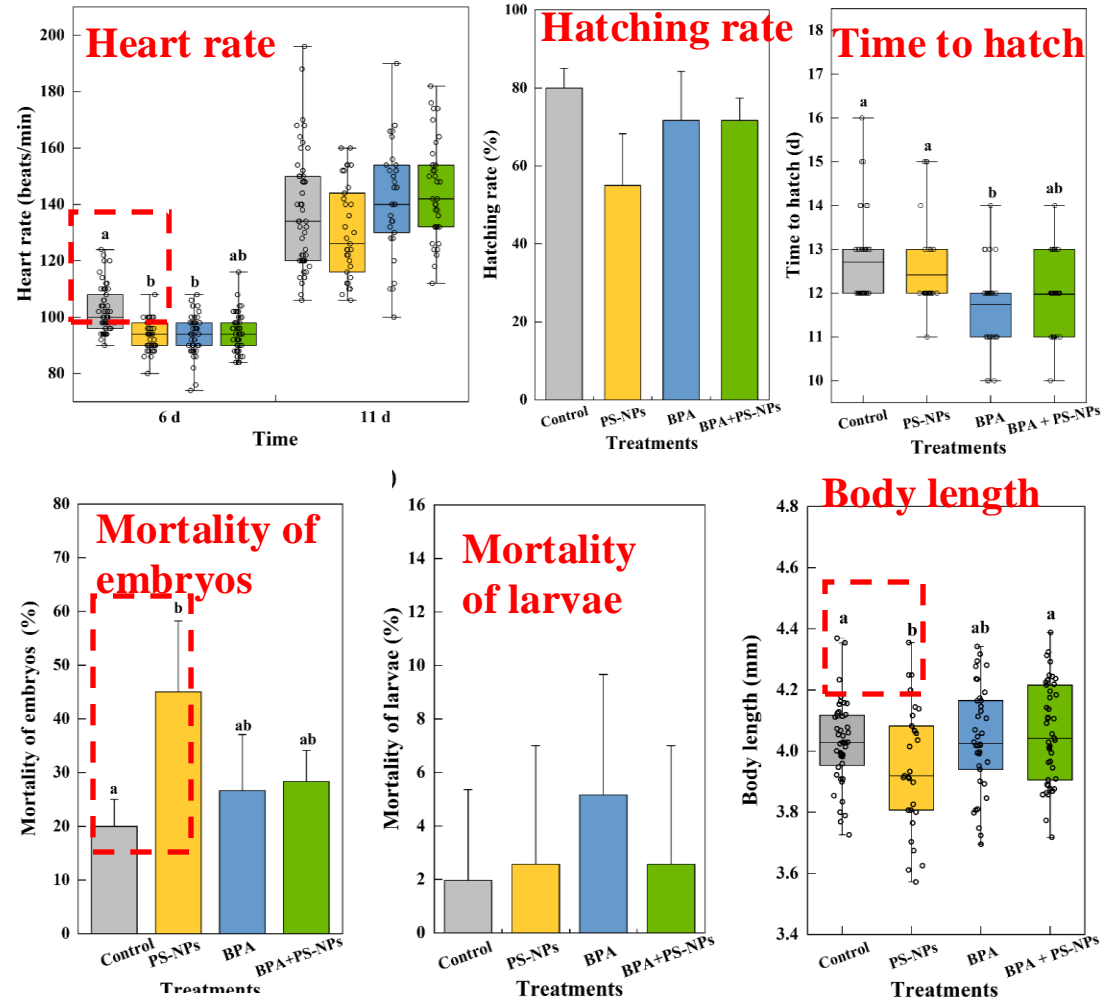 Heart rate
Heart rate (beats/min)
200
180
160
140
120
100
80
a
b
b
ab
6 d
11 d
Time
Hatching rate
Hatching rate (%)
100
80
60
40
20
0
Control
PS-NPs
BPA
BPA+PS-NPs
Treatments
Time to hatch
Time to hatch (d)
18
17
16
15
14
13
12
11
10
a
a
b
ab
Control
PS-NPs
BPA
BPA + PS-NPs
Treatments
Mortality of
embryos
Mortality of embryos (%)
80
70
60
50
40
30
20
10
0
a
b
ab
ab
Control
PS-NPs
BPA
BPA+PS-NPs
Treatments
)
Mortality
of larvae
Mortality of larvae (%)
16
14
12
10
8
6
4
2
0
Control
PS-NPs
BPA
BPA+PS-NPs
Treatments
Body length
Body length (mm)
4.8
4.6
4.4
4.2
4.0
3.8
3.6
3.4
a
b
ab
a
Control
PS-NPs
BPA
BPA + PS-NPs
Treatments